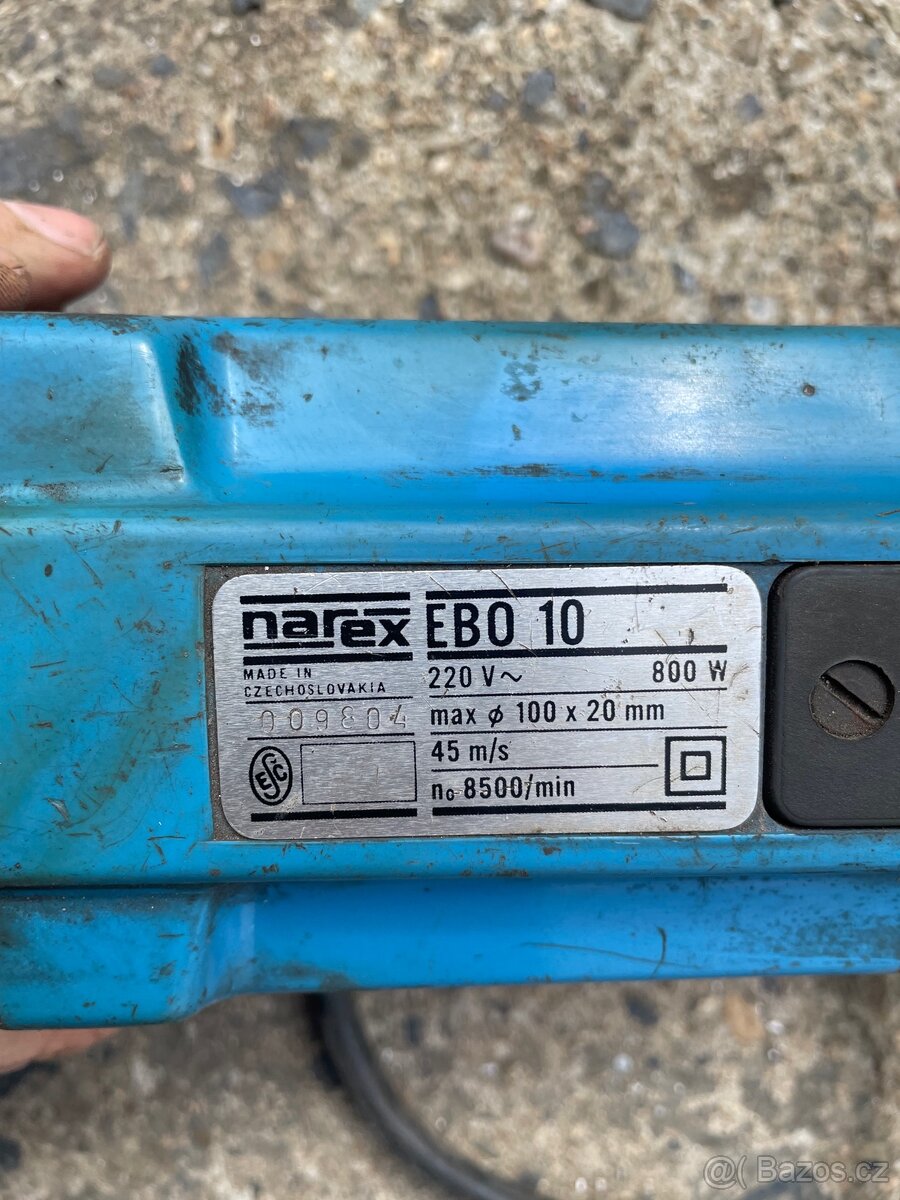 narex
EBO 10
MADE IN
CZECHOSLOVAKIA
220 V~ 800 W
009804
max ϕ 100 x 20 mm
ESČ
45 m/s
n₀ 8500/min
@( Bazos.cz